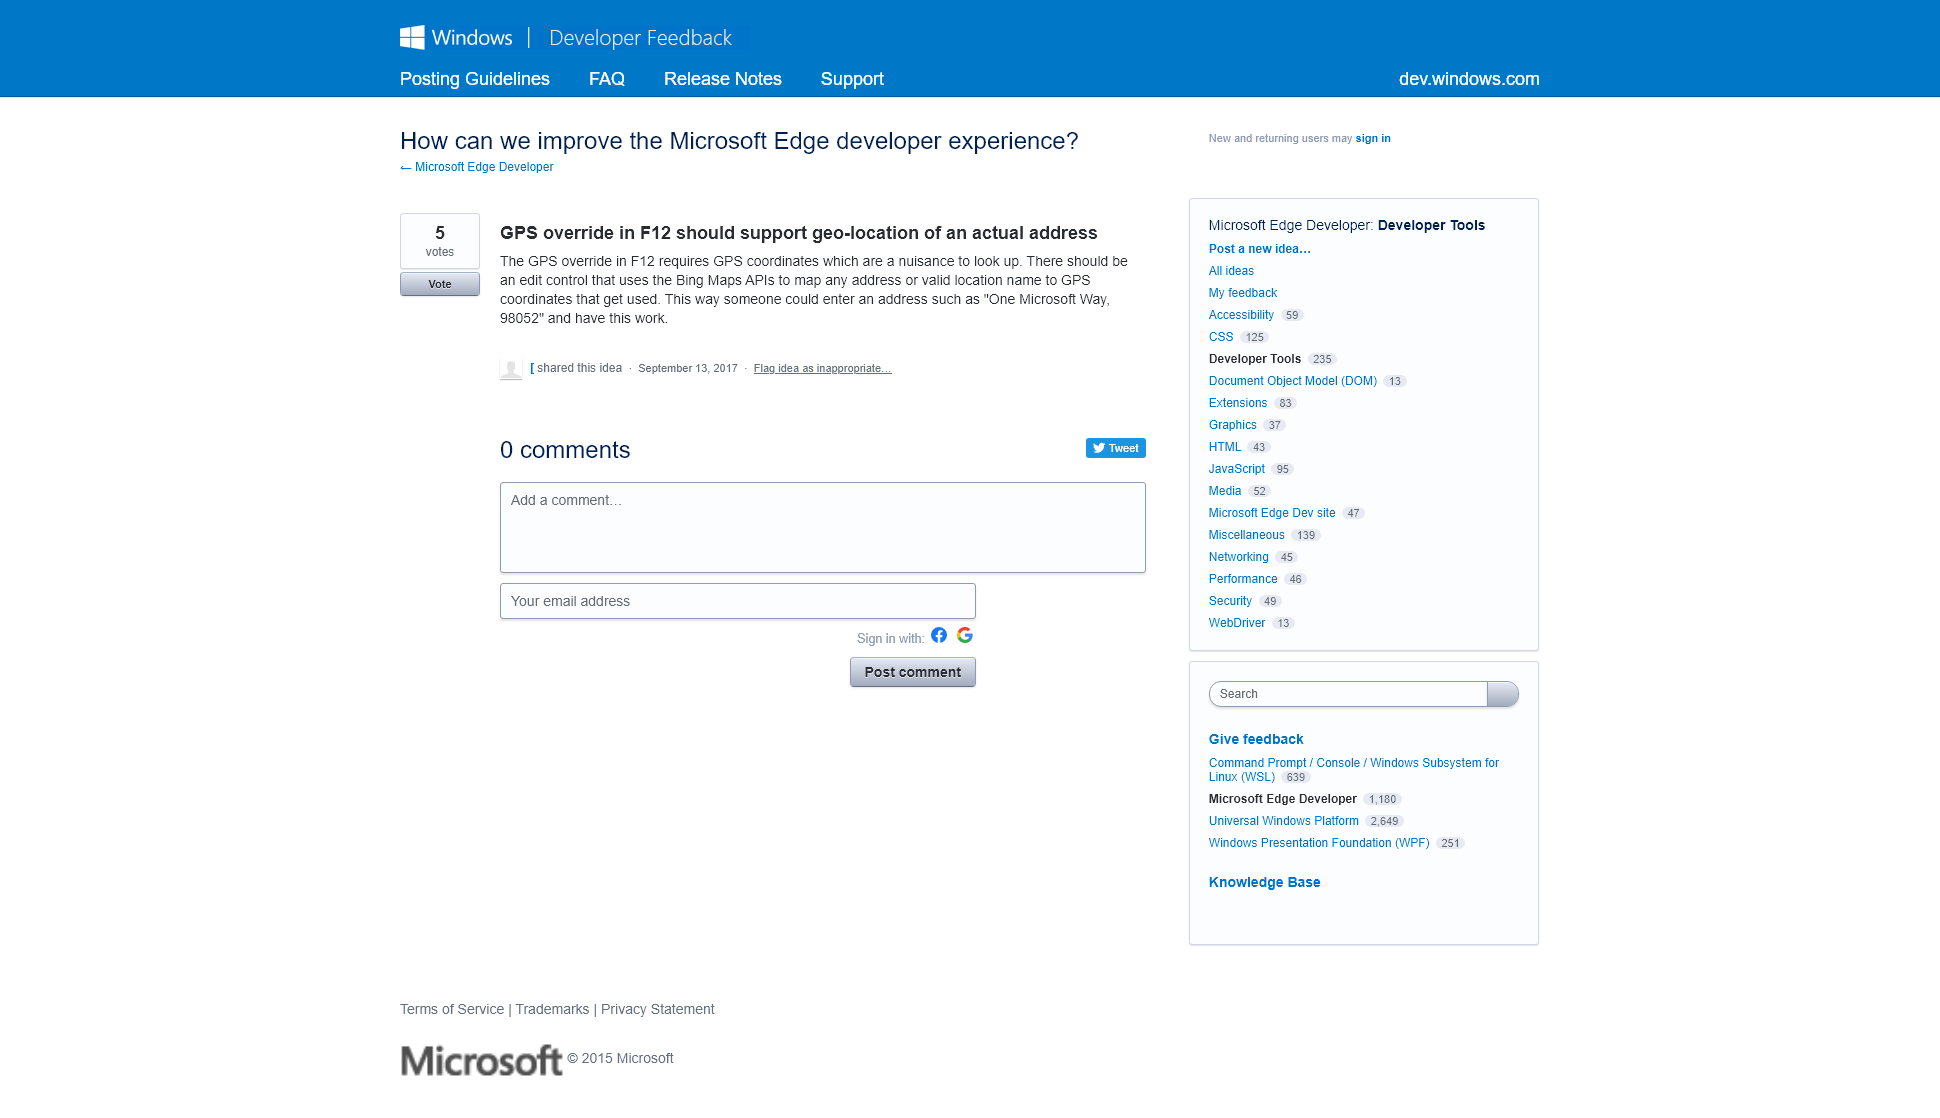 Windows | Developer Feedback
Posting Guidelines FAQ Release Notes Support dev.windows.com
How can we improve the Microsoft Edge developer experience?
← Microsoft Edge Developer
New and returning users may sign in
5
votes
Vote
GPS override in F12 should support geo-location of an actual address
The GPS override in F12 requires GPS coordinates which are a nuisance to look up. There should be
an edit control that uses the Bing Maps APIs to map any address or valid location name to GPS
coordinates that get used. This way someone could enter an address such as "One Microsoft Way,
98052" and have this work.
[ shared this idea · September 13, 2017 · Flag idea as inappropriate…
0 comments
Tweet
Add a comment…
Your email address
Sign in with:
Post comment
Microsoft Edge Developer: Developer Tools
Post a new idea…
All ideas
My feedback
Accessibility 59
CSS 125
Developer Tools 235
Document Object Model (DOM) 13
Extensions 83
Graphics 37
HTML 43
JavaScript 95
Media 52
Microsoft Edge Dev site 47
Miscellaneous 139
Networking 45
Performance 46
Security 49
WebDriver 13
Search
Give feedback
Command Prompt / Console / Windows Subsystem for
Linux (WSL) 639
Microsoft Edge Developer 1,180
Universal Windows Platform 2,649
Windows Presentation Foundation (WPF) 251
Knowledge Base
Terms of Service | Trademarks | Privacy Statement
Microsoft © 2015 Microsoft